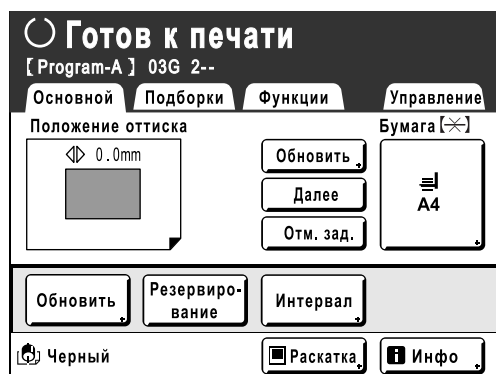 Готов к печати
【Program-A】 03G 2--
Основной Подборки Функции Управление
Положение оттиска Бумага【】
0.0mm
Обновить
Далее
Отм. зад.
A4
Обновить Резервиро-
вание Интервал
Черный Раскатка Инфо